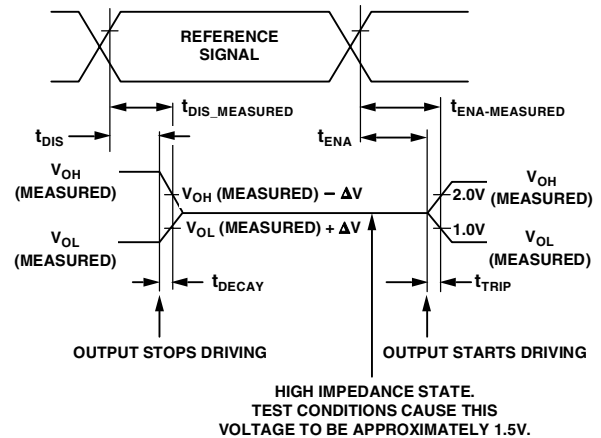 REFERENCE
SIGNAL
tDIS_MEASURED
tENA-MEASURED
tDIS
tENA
VOH
(MEASURED)
VOH (MEASURED) – ΔV
2.0V
VOH
(MEASURED)
VOL
(MEASURED)
VOL (MEASURED) + ΔV
1.0V
VOL
(MEASURED)
tDECAY
tTRIP
OUTPUT STOPS DRIVING
OUTPUT STARTS DRIVING
HIGH IMPEDANCE STATE.
TEST CONDITIONS CAUSE THIS
VOLTAGE TO BE APPROXIMATELY 1.5V.